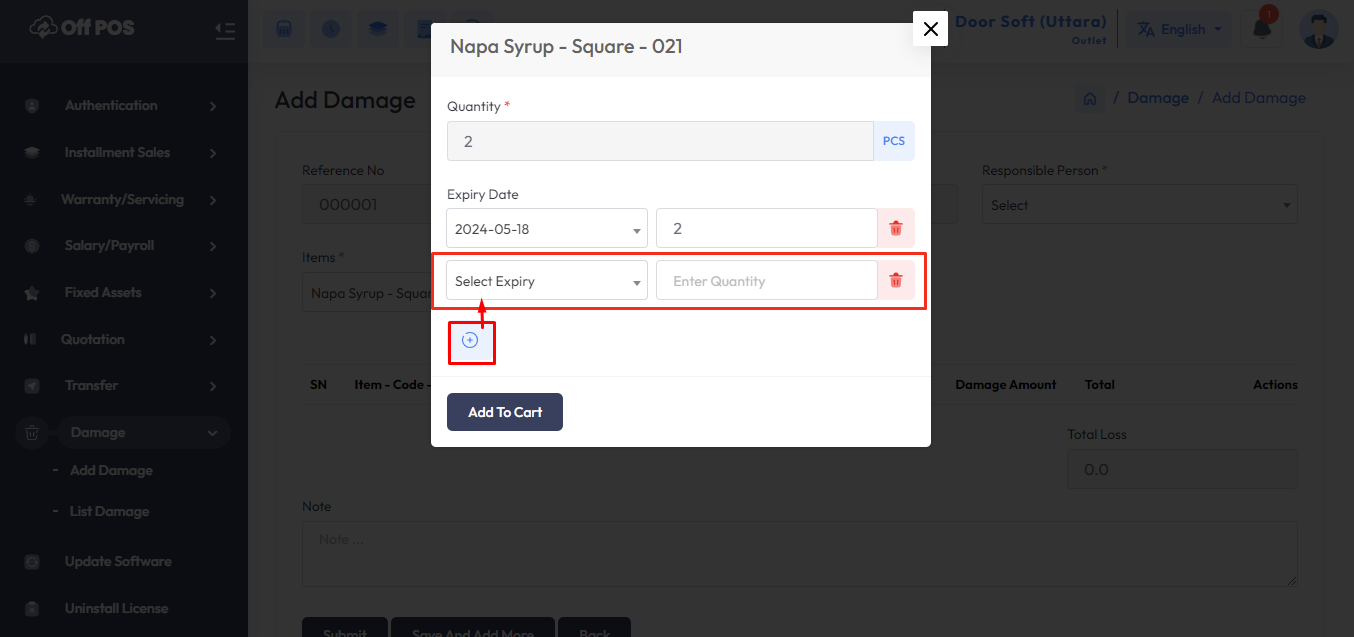 Off POS
Authentication
Installment Sales
Warranty/Servicing
Salary/Payroll
Fixed Assets
Quotation
Transfer
Damage
- Add Damage
- List Damage
Update Software
Uninstall License
Door Soft (Uttara)
Outlet
English
1
Add Damage
/ Damage / Add Damage
Reference No
000001
Responsible Person *
Select
Items *
Napa Syrup - Squar
SN Item - Code - Damage Amount Total Actions
Total Loss
0.0
Note
Note ...
Submit Save And Add More Back
Napa Syrup - Square - 021
Quantity *
2 PCS
Expiry Date
2024-05-18 2
Select Expiry Enter Quantity
Add To Cart